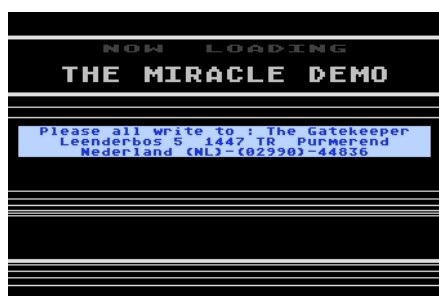 NOW LOADING
THE MIRACLE DEMO
Please all write to : The Gatekeeper
Leenderbos 5 1447 TR Purmerend
Nederland (NL)-(02990)-44836